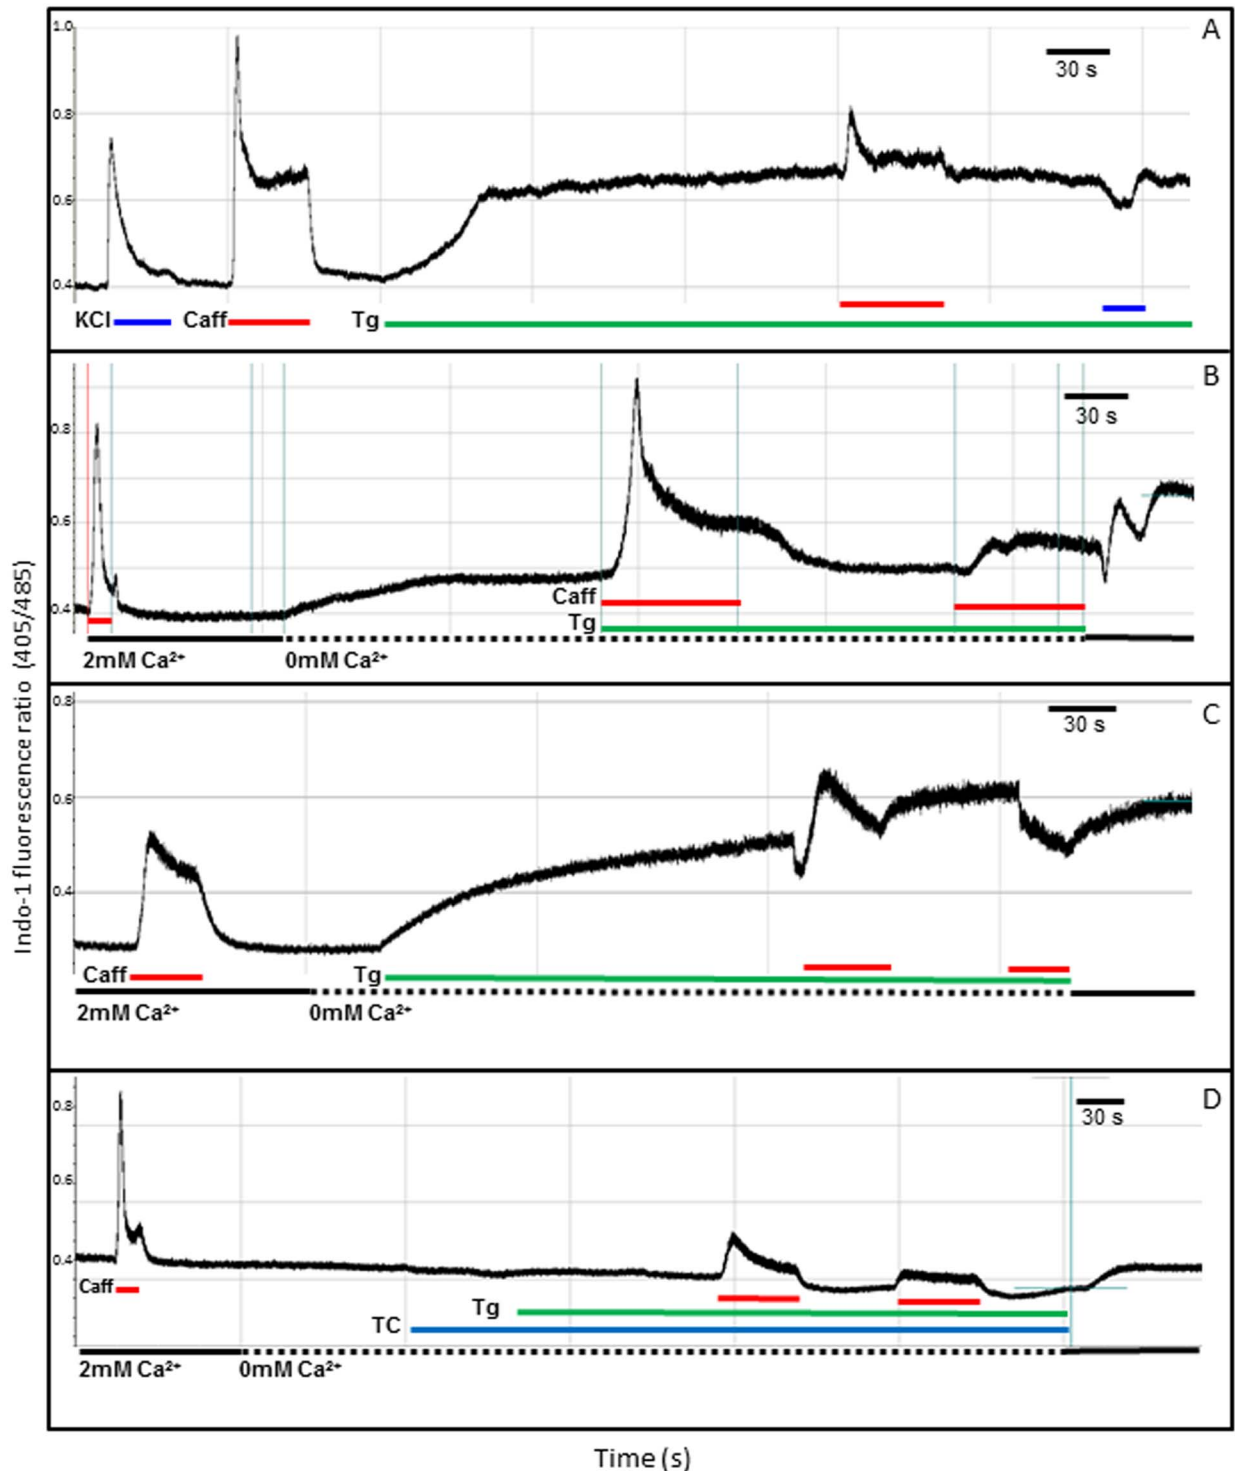 A
1.0
30 s
0.8
0.6
0.4
KCl Caff Tg
B
30 s
0.8
0.6
Caff
0.4
Tg
2mM Ca²⁺ 0mM Ca²⁺
C
0.8
30 s
0.6
0.4
Caff Tg
2mM Ca²⁺ 0mM Ca²⁺
D
0.8
30 s
0.6
0.4
Caff
Tg
TC
2mM Ca²⁺ 0mM Ca²⁺
Indo-1 fluorescence ratio (405/485)
Time (s)